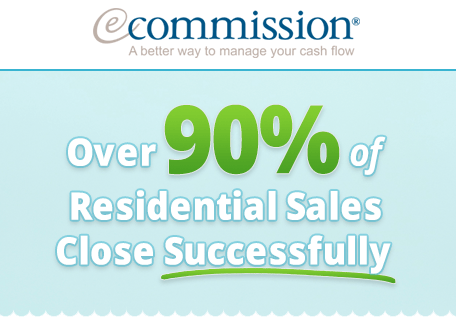 ecommission®
A better way to manage your cash flow
Over 90% of
Residential Sales
Close Successfully